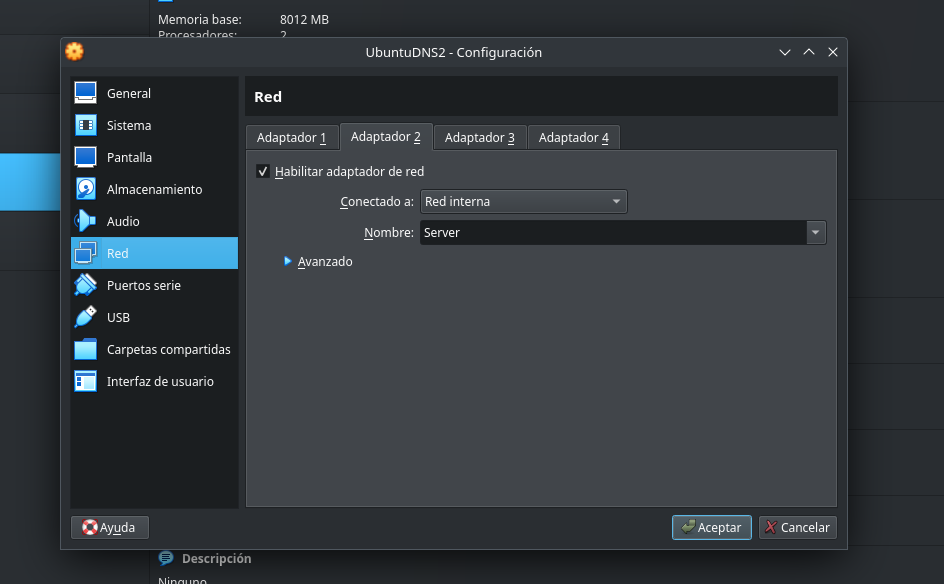 Memoria base: 8012 MB
Procesadores: 2
UbuntuDNS2 - Configuración
General
Sistema
Pantalla
Almacenamiento
Audio
Red
Puertos serie
USB
Carpetas compartidas
Interfaz de usuario
Red
Adaptador 1 Adaptador 2 Adaptador 3 Adaptador 4
Habilitar adaptador de red
Conectado a: Red interna
Nombre: Server
Avanzado
Ayuda Aceptar Cancelar
Descripción
Ninguno